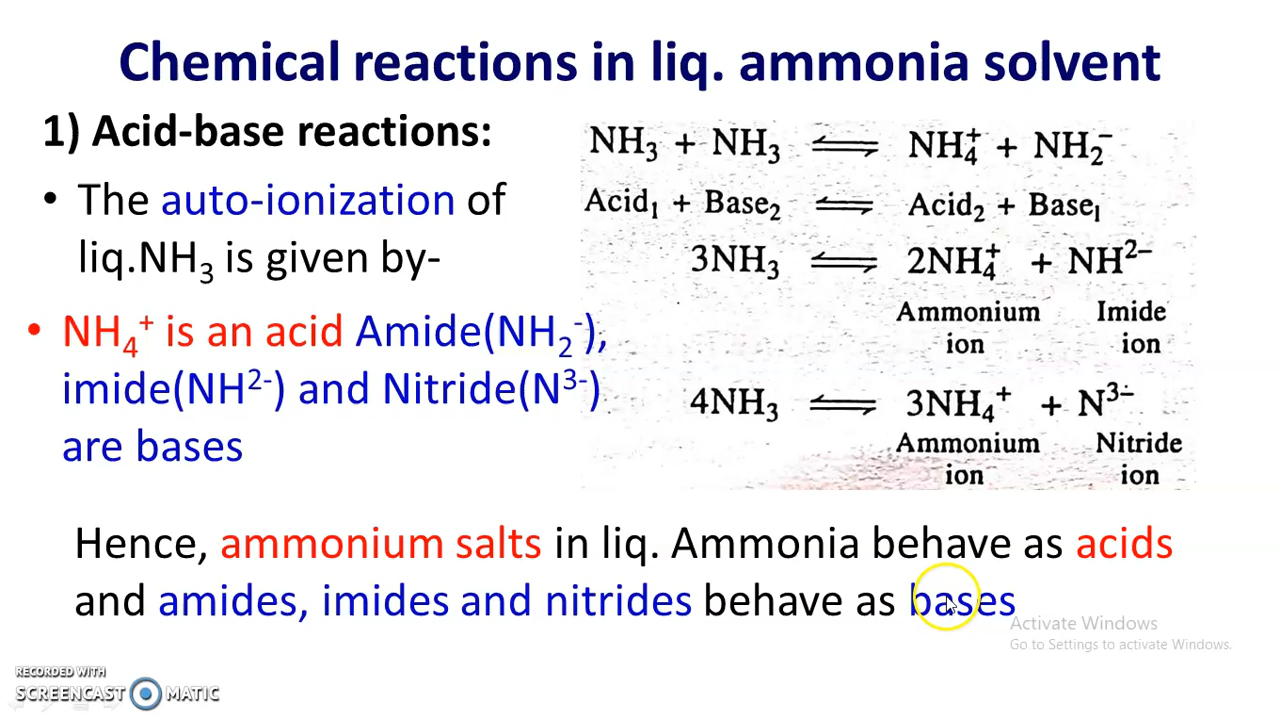 Chemical reactions in liq. ammonia solvent
1) Acid-base reactions:
• The auto-ionization of
liq.NH₃ is given by-
• NH₄⁺ is an acid Amide(NH₂⁻),
imide(NH²⁻) and Nitride(N³⁻)
are bases
NH₃ + NH₃ ⇌ NH₄⁺ + NH₂⁻
Acid₁ + Base₂ ⇌ Acid₂ + Base₁
3NH₃ ⇌ 2NH₄⁺ + NH²⁻
Ammonium Imide
ion ion
4NH₃ ⇌ 3NH₄⁺ + N³⁻
Ammonium Nitride
ion ion
Hence, ammonium salts in liq. Ammonia behave as acids
and amides, imides and nitrides behave as bases
Activate Windows
Go to Settings to activate Windows.
RECORDED WITH
SCREENCAST MATIC